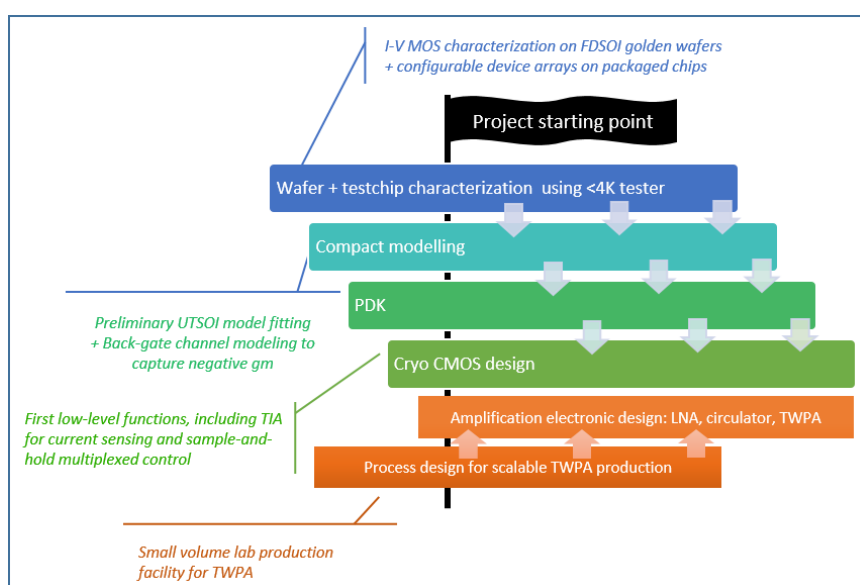 I-V MOS characterization on FDSOI golden wafers
+ configurable device arrays on packaged chips
Project starting point
Wafer + testchip characterization using <4K tester
Compact modelling
PDK
Preliminary UTSOI model fitting
+ Back-gate channel modeling to
capture negative gm
Cryo CMOS design
First low-level functions, including TIA
for current sensing and sample-and-
hold multiplexed control
Amplification electronic design: LNA, circulator, TWPA
Process design for scalable TWPA production
Small volume lab production
facility for TWPA